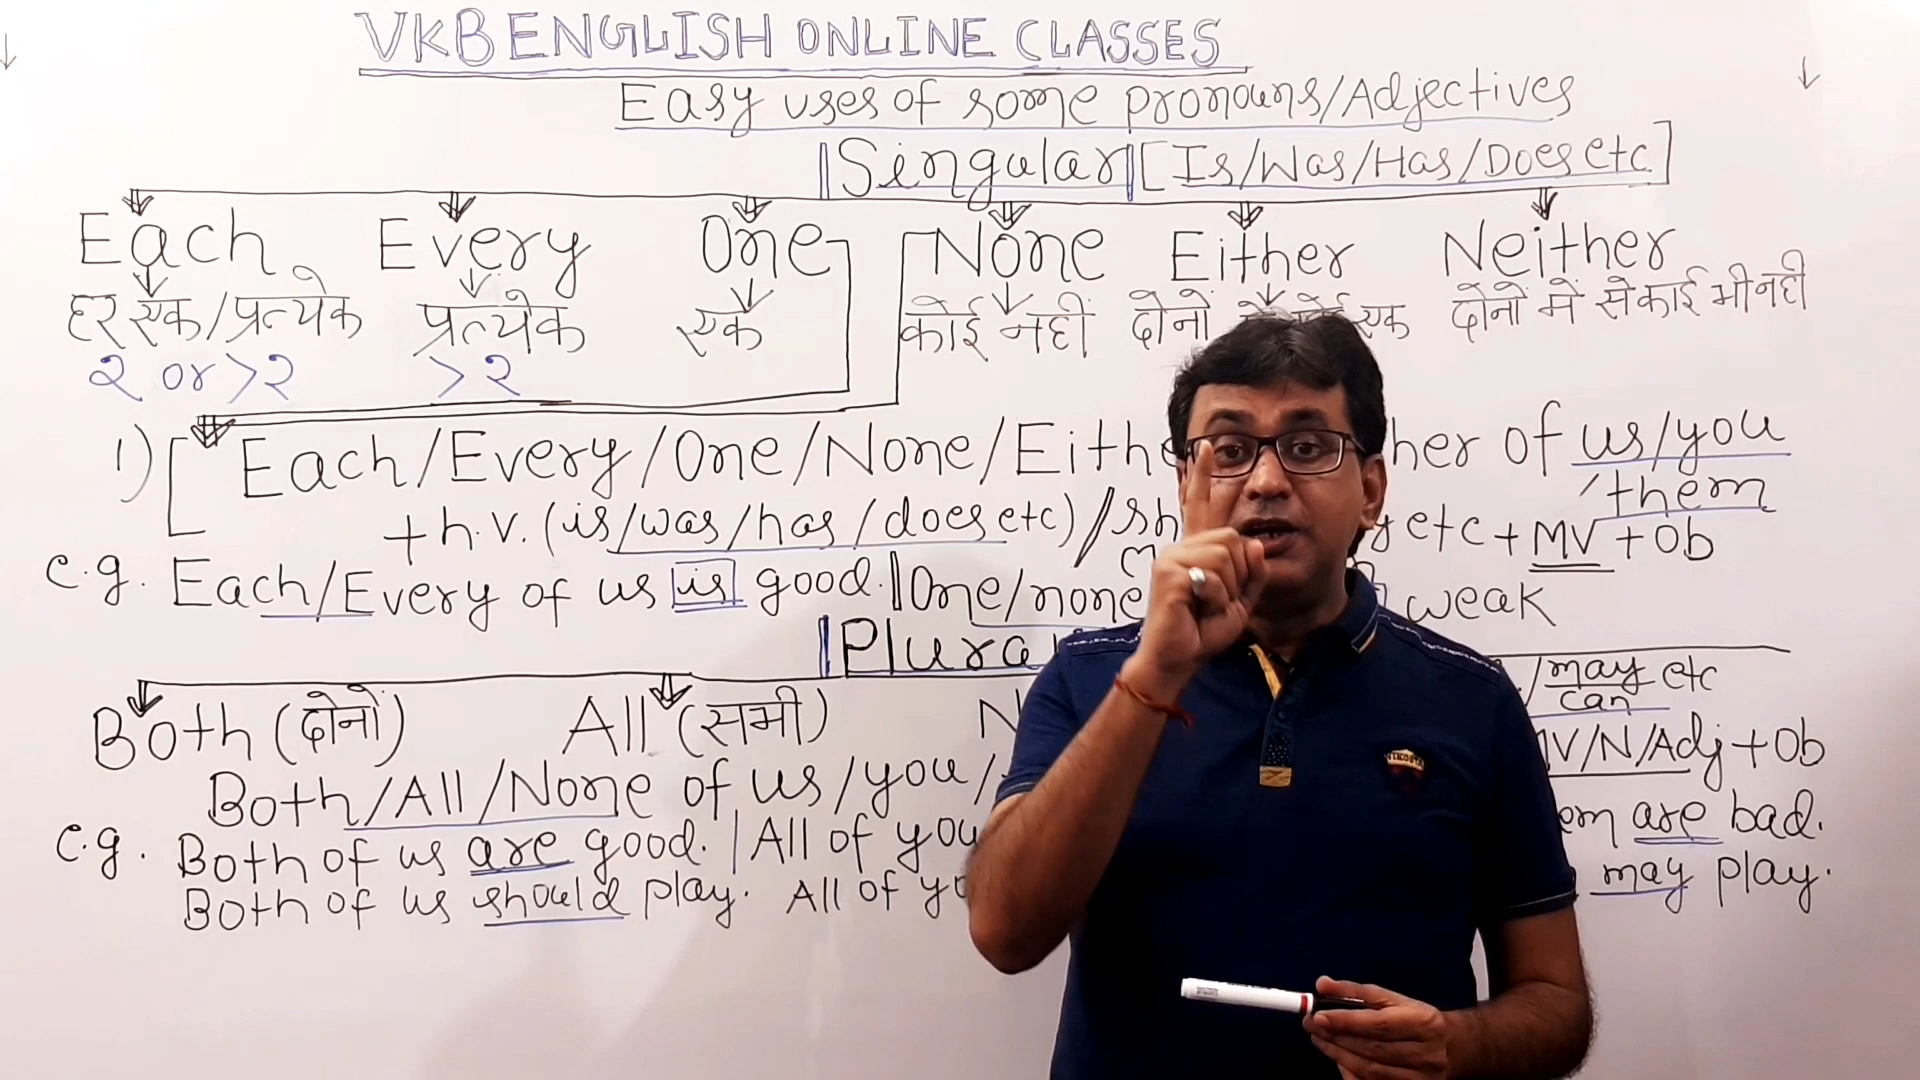 VKB ENGLISH ONLINE CLASSES
Easy uses of some pronouns/Adjectives
Singular [Is/Was/Has/Does etc]
Each Every One None Either Neither
हर एक/प्रत्येक प्रत्येक एक कोई नहीं दोनों एक दोनों में से काई भी नही
२ or >२ >२
1) Each/Every/One/None/Eithe her of us/you
/them
+h.v. (is/was/has/does etc)/sh etc+MV+Ob
e.g. Each/Every of us is good. One/none weak
Plura
/may etc
can
Both (दोनों) All (सभी) N MV/N/Adj+Ob
Both/All/None of us/you/
e.g. Both of us are good. | All of you em are bad.
Both of us should play. All of yo may play.